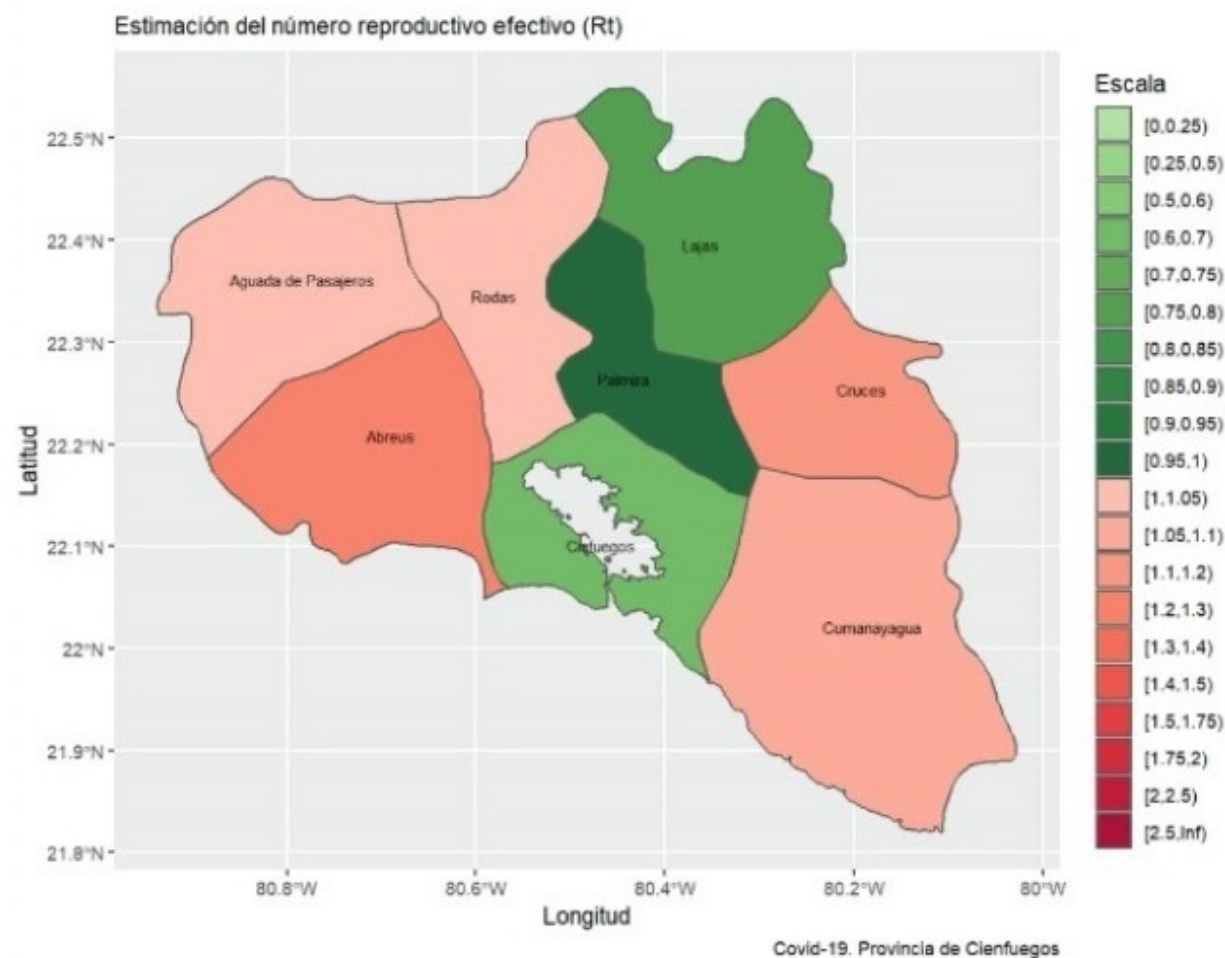 Estimación del número reproductivo efectivo (Rt)
Escala
[0,0.25)
[0.25,0.5)
[0.5,0.6)
[0.6,0.7)
[0.7,0.75)
[0.75,0.8)
[0.8,0.85)
[0.85,0.9)
[0.9,0.95)
[0.95,1)
[1,1.05)
[1.05,1.1)
[1.1,1.2)
[1.2,1.3)
[1.3,1.4)
[1.4,1.5)
[1.5,1.75)
[1.75,2)
[2,2.5)
[2.5,Inf)
Latitud
22.5°N
22.4°N
22.3°N
22.2°N
22.1°N
22°N
21.9°N
21.8°N
Lajas
Aguada de Pasajeros
Rodas
Palmira
Cruces
Abreus
Cienfuegos
Cumanayagua
80.8°W
80.6°W
80.4°W
80.2°W
80°W
Longitud
Covid-19. Provincia de Cienfuegos